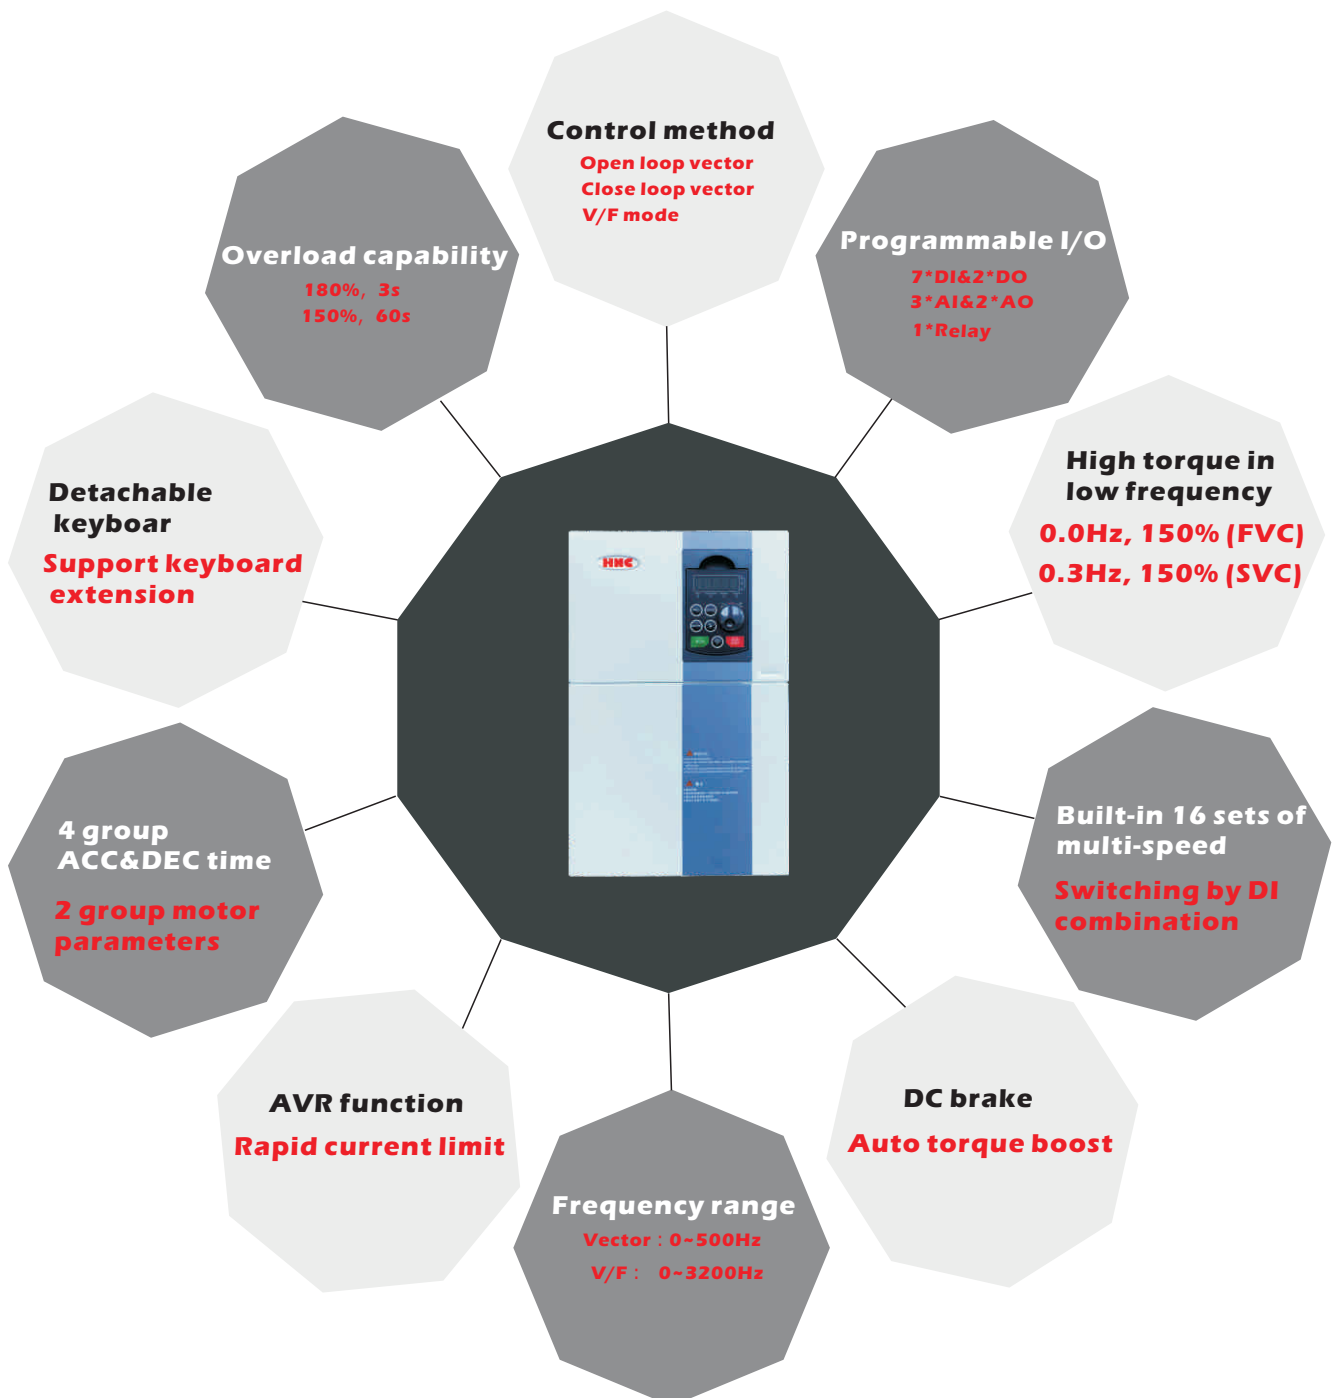 Control method
Open loop vector
Close loop vector
V/F mode
Overload capability
180%, 3s
150%, 60s
Programmable I/O
7*DI&2*DO
3*AI&2*AO
1*Relay
Detachable
keyboar
Support keyboard
extension
High torque in
low frequency
0.0Hz, 150% (FVC)
0.3Hz, 150% (SVC)
HNC
4 group
ACC&DEC time
2 group motor
parameters
Built-in 16 sets of
multi-speed
Switching by DI
combination
AVR function
Rapid current limit
DC brake
Auto torque boost
Frequency range
Vector : 0~500Hz
V/F : 0~3200Hz